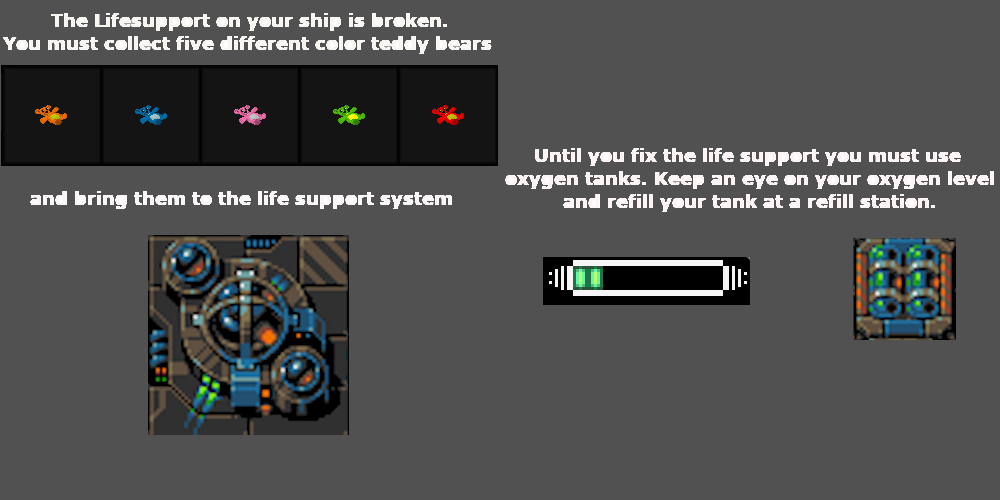 The Lifesupport on your ship is broken.
You must collect five different color teddy bears
and bring them to the life support system
Until you fix the life support you must use
oxygen tanks. Keep an eye on your oxygen level
and refill your tank at a refill station.